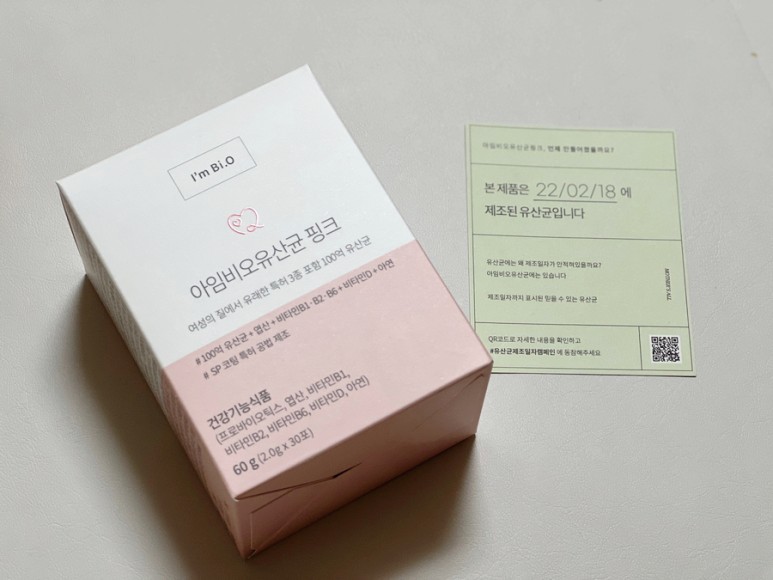 I'm Bi.O
아임비오유산균 핑크
여성의 질에서 유래한 특허 3종 포함 100억 유산균
# 100억 유산균 + 엽산 + 비타민B1 · B2 · B6 + 비타민D + 아연
# SP 코팅 특허 공법 제조
건강기능식품
(프로바이오틱스, 엽산, 비타민B1,
비타민B2, 비타민B6, 비타민D, 아연)
60 g (2.0g x 30포)
아임비오유산균핑크, 언제 만들어졌을까요?
본 제품은 22/02/18 에
제조된 유산균입니다
유산균에는 왜 제조일자가 안적혀있을까요?
아임비오유산균에는 있습니다
제조일자까지 표시된 믿을 수 있는 유산균
MOTHER'S ALL
QR코드로 자세한 내용을 확인하고
#유산균제조일자캠페인 에 동참해주세요